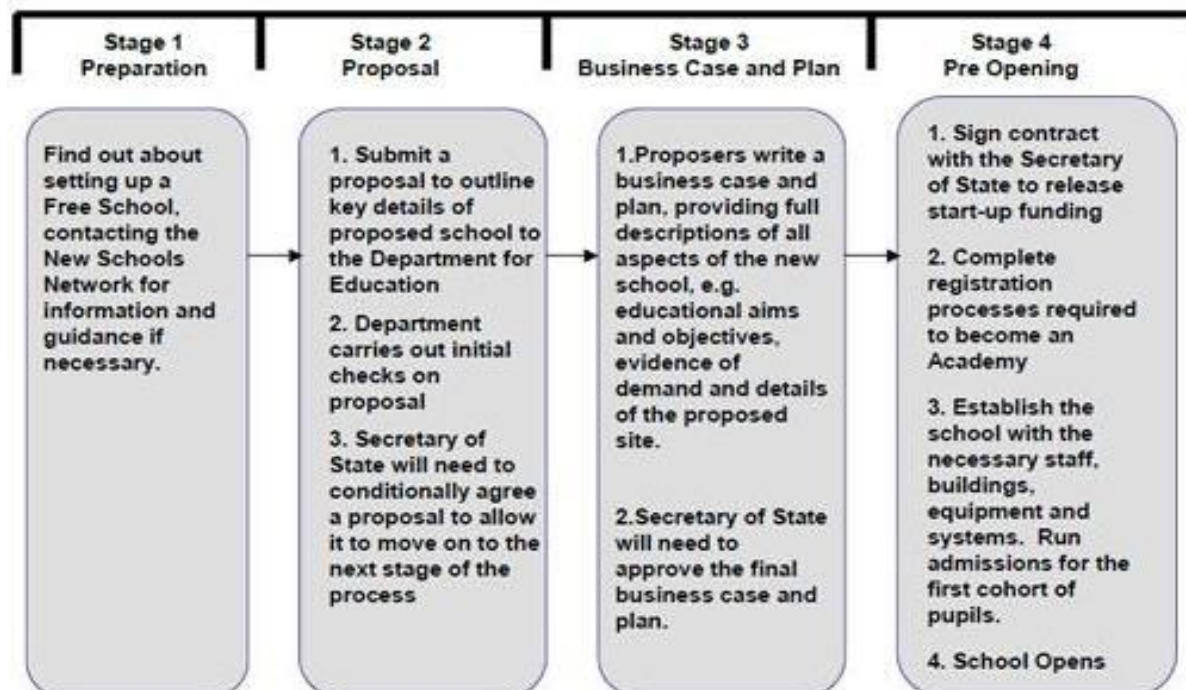 Stage 1
Preparation
Stage 2
Proposal
Stage 3
Business Case and Plan
Stage 4
Pre Opening
Find out about
setting up a
Free School,
contacting the
New Schools
Network for
information and
guidance if
necessary.
1. Submit a
proposal to outline
key details of
proposed school to
the Department for
Education
2. Department
carries out initial
checks on
proposal
3. Secretary of
State will need to
conditionally agree
a proposal to allow
it to move on to the
next stage of the
process
1.Proposers write a
business case and
plan, providing full
descriptions of all
aspects of the new
school, e.g.
educational aims
and objectives,
evidence of
demand and details
of the proposed
site.
2.Secretary of State
will need to
approve the final
business case and
plan.
1. Sign contract
with the Secretary
of State to release
start-up funding
2. Complete
registration
processes required
to become an
Academy
3. Establish the
school with the
necessary staff,
buildings,
equipment and
systems.  Run
admissions for the
first cohort of
pupils.
4. School Opens